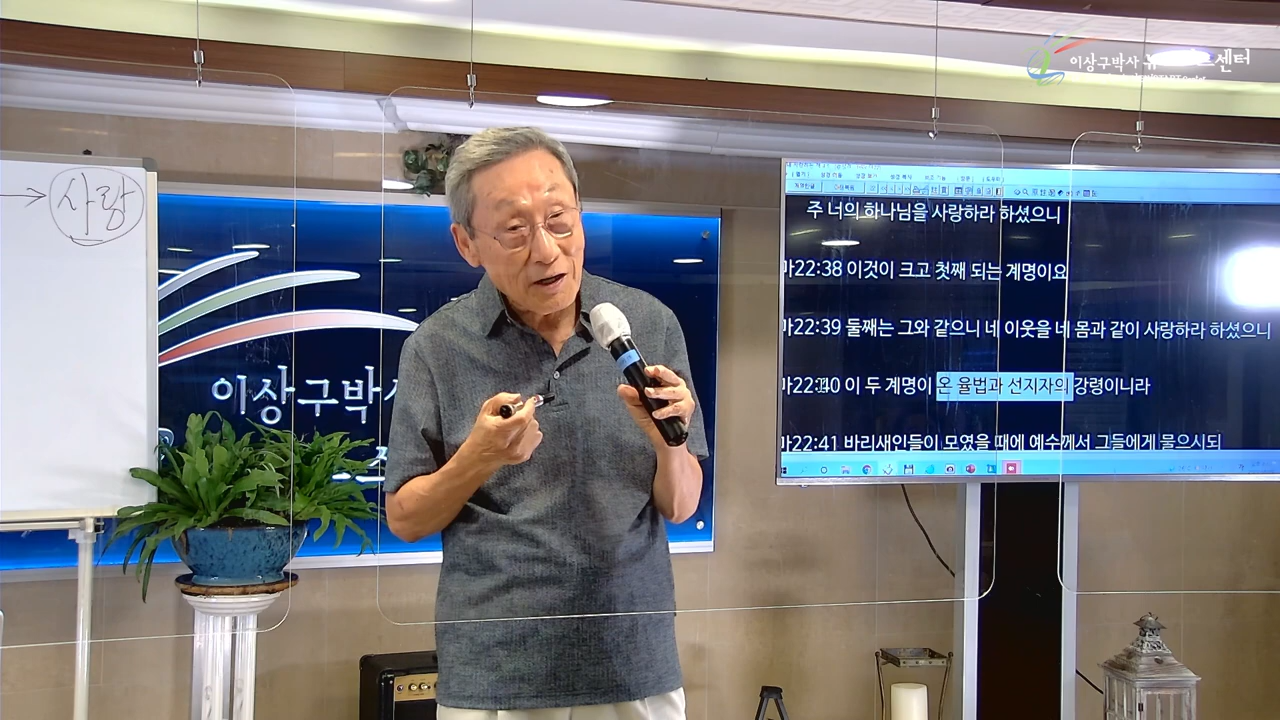 이상구박사
센터
사랑
이상구박사
주 너의 하나님을 사랑하라 하셨으니
마22:38 이것이 크고 첫째 되는 계명이요
마22:39 둘째는 그와 같으니 네 이웃을 네 몸과 같이 사랑하라 하셨으니
마22:40 이 두 계명이 온 율법과 선지자의 강령이니라
마22:41 바리새인들이 모였을 때에 예수께서 그들에게 물으시되